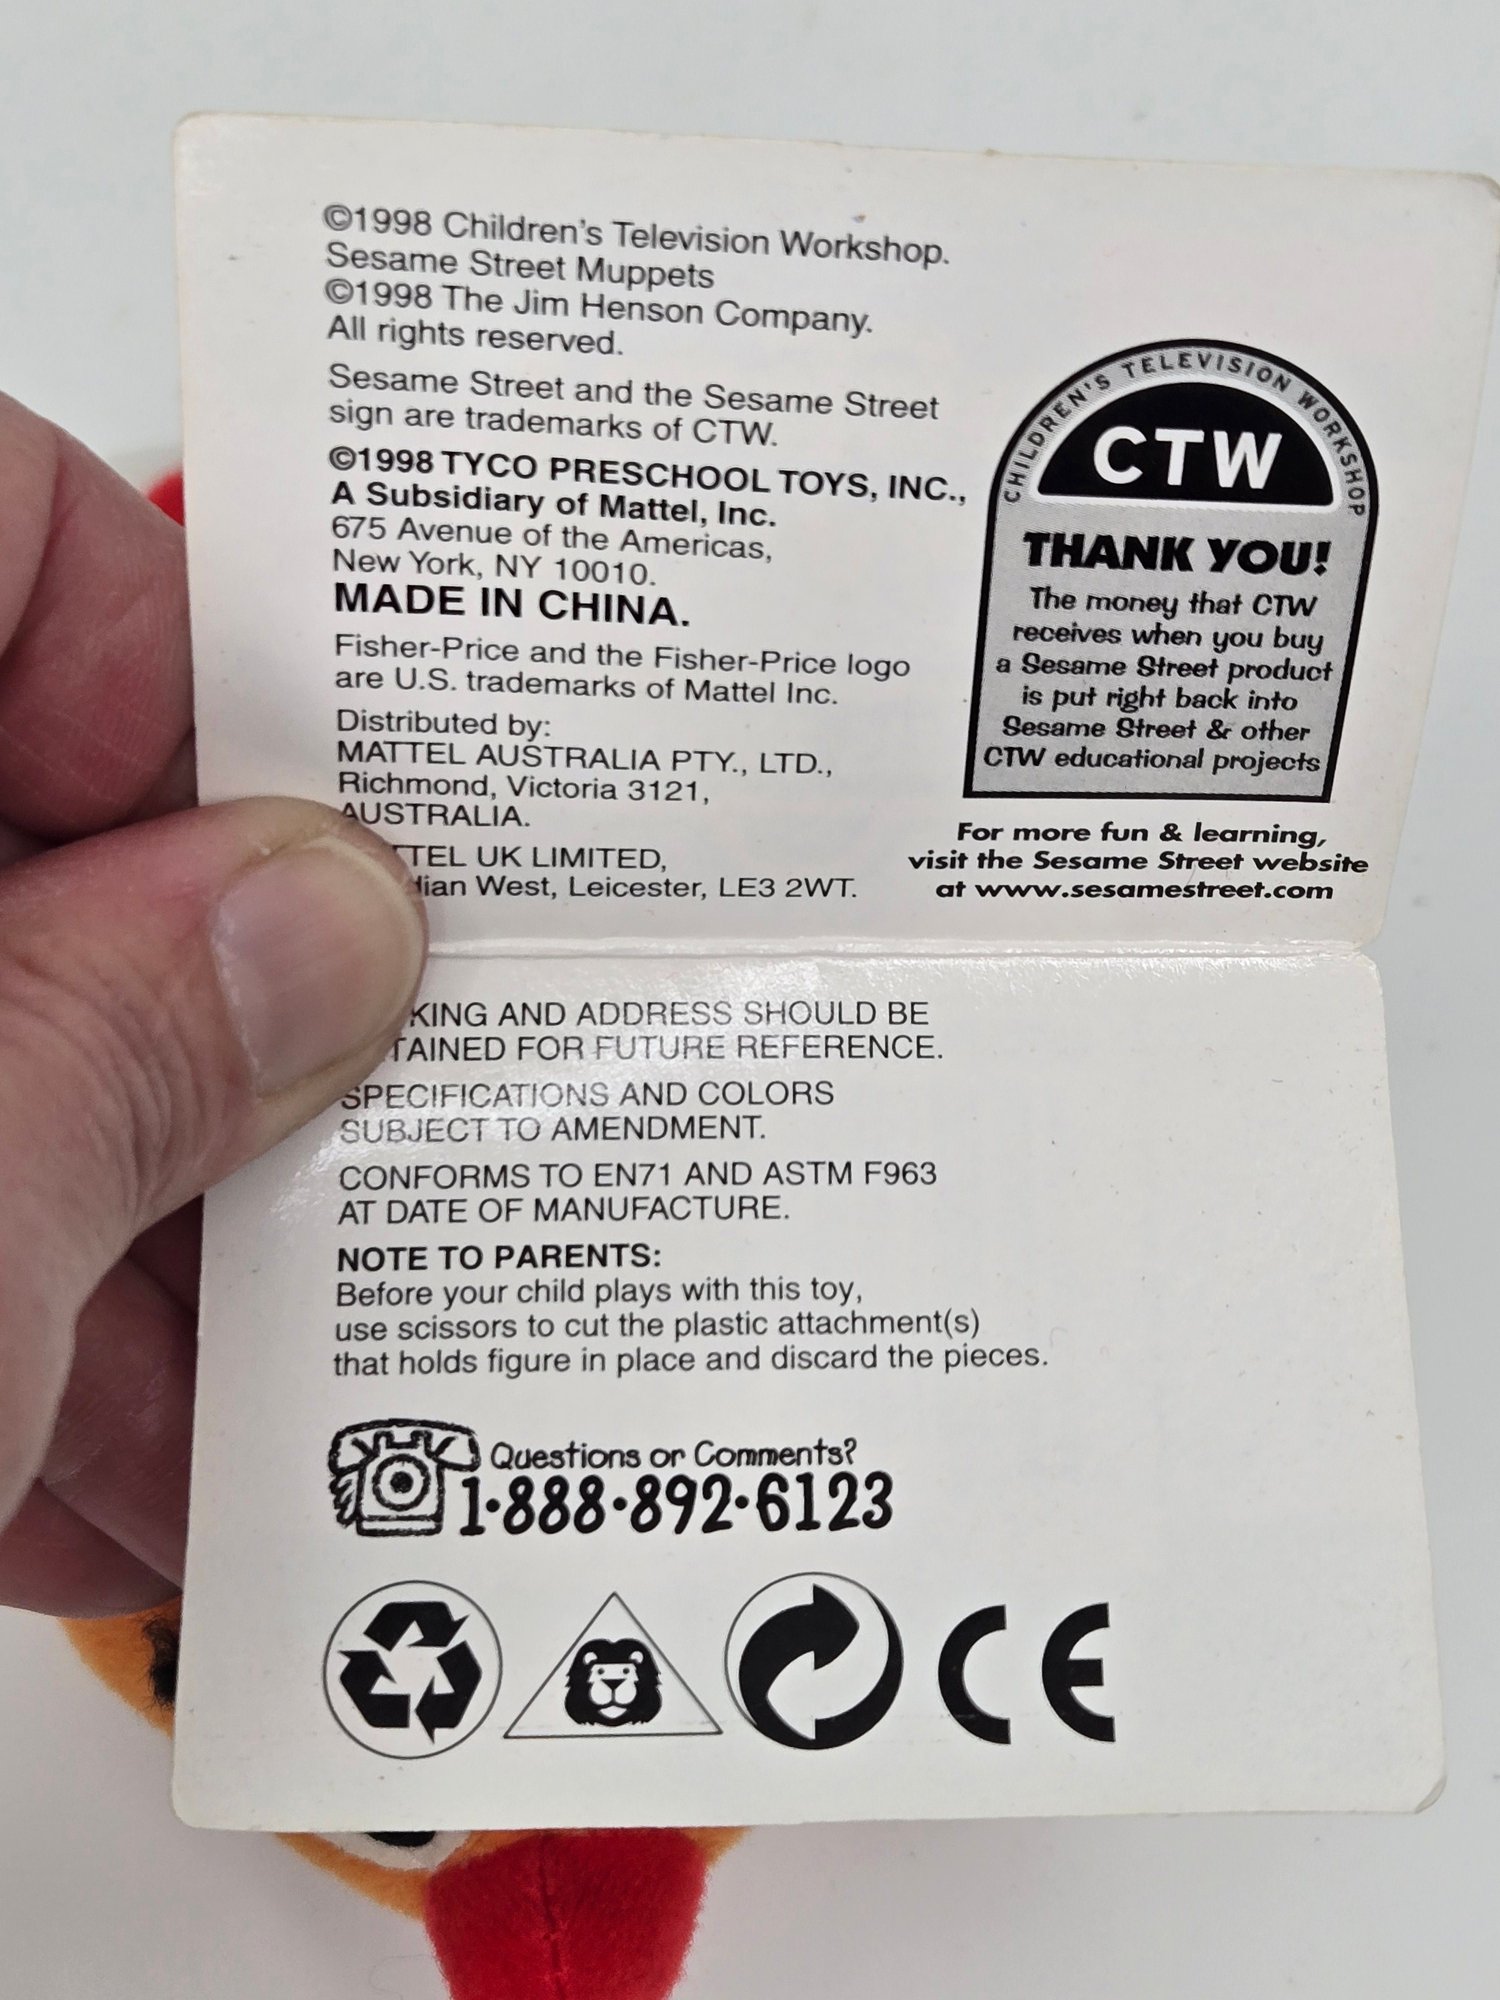 ©1998 Children's Television Workshop.
Sesame Street Muppets
©1998 The Jim Henson Company.
All rights reserved.
Sesame Street and the Sesame Street
sign are trademarks of CTW.
©1998 TYCO PRESCHOOL TOYS, INC.,
A Subsidiary of Mattel, Inc.
675 Avenue of the Americas,
New York, NY 10010.
MADE IN CHINA.
Fisher-Price and the Fisher-Price logo
are U.S. trademarks of Mattel Inc.
Distributed by:
MATTEL AUSTRALIA PTY., LTD.,
Richmond, Victoria 3121,
AUSTRALIA.
UK LIMITED,
West, Leicester, LE3 2WT.
CHILDREN'S TELEVISION WORKSHOP
CTW
THANK YOU!
The money that CTW
receives when you buy
a Sesame Street product
is put right back into
Sesame Street & other
CTW educational projects
For more fun & learning,
visit the Sesame Street website
at www.sesamestreet.com
AND ADDRESS SHOULD BE
FOR FUTURE REFERENCE.
SPECIFICATIONS AND COLORS
SUBJECT TO AMENDMENT.
CONFORMS TO EN71 AND ASTM F963
AT DATE OF MANUFACTURE.
NOTE TO PARENTS:
Before your child plays with this toy,
use scissors to cut the plastic attachment(s)
that holds figure in place and discard the pieces.
Questions or Comments?
1•888•892•6123
CE